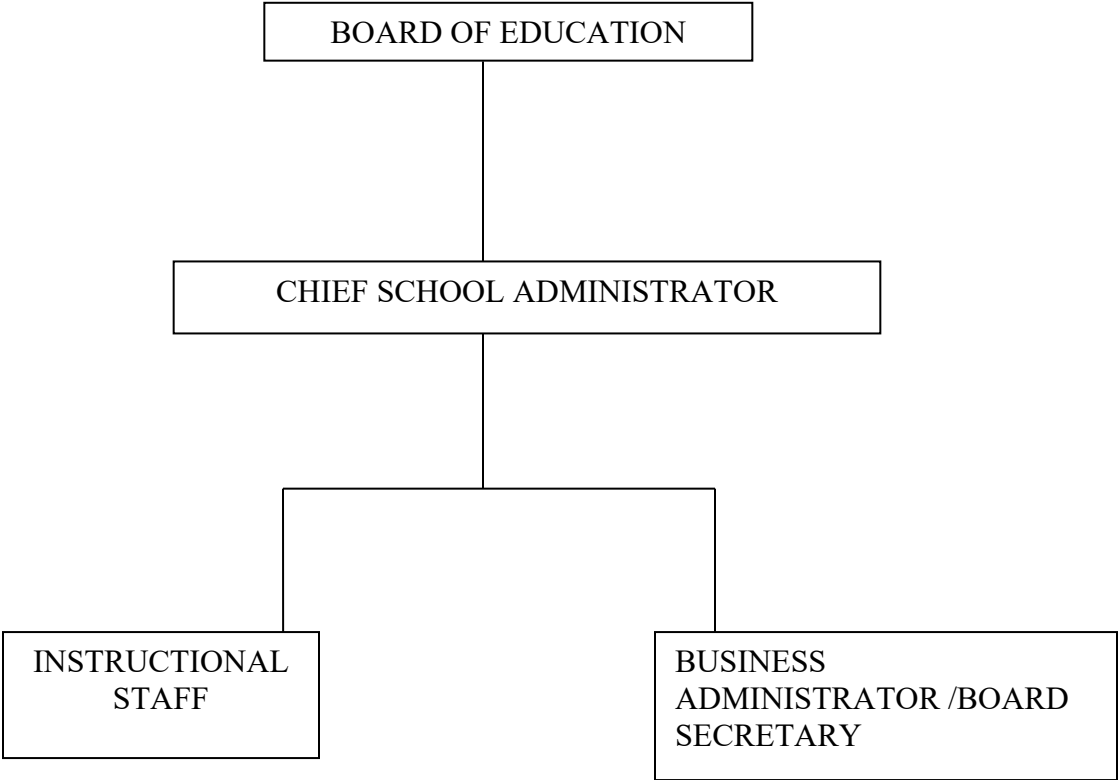 BOARD OF EDUCATION
CHIEF SCHOOL ADMINISTRATOR
INSTRUCTIONAL
STAFF
BUSINESS
ADMINISTRATOR /BOARD
SECRETARY